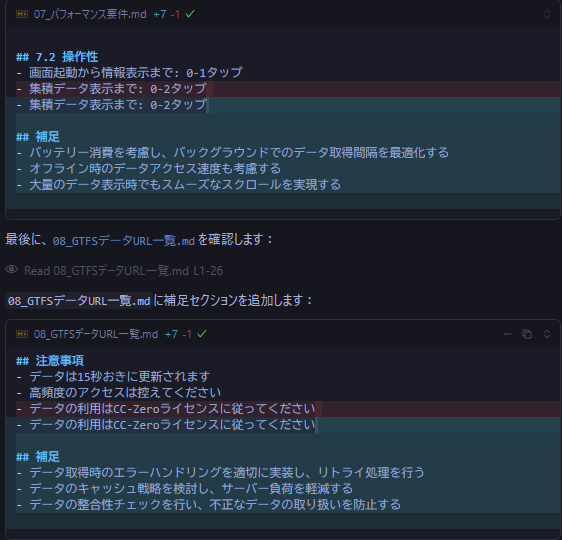 07_パフォーマンス要件.md +7 -1
## 7.2 操作性
- 画面起動から情報表示まで: 0-1タップ
- 集積データ表示まで: 0-2タップ
- 集積データ表示まで: 0-2タップ
## 補足
- バッテリー消費を考慮し、バックグラウンドでのデータ取得間隔を最適化する
- オフライン時のデータアクセス速度も考慮する
- 大量のデータ表示時でもスムーズなスクロールを実現する
最後に、08_GTFSデータURL一覧.mdを確認します：
Read 08_GTFSデータURL一覧.md L1-26
08_GTFSデータURL一覧.mdに補足セクションを追加します：
08_GTFSデータURL一覧.md +7 -1
## 注意事項
- データは15秒おきに更新されます
- 高頻度のアクセスは控えてください
- データの利用はCC-Zeroライセンスに従ってください
- データの利用はCC-Zeroライセンスに従ってください
## 補足
- データ取得時のエラーハンドリングを適切に実装し、リトライ処理を行う
- データのキャッシュ戦略を検討し、サーバー負荷を軽減する
- データの整合性チェックを行い、不正なデータの取り扱いを防止する